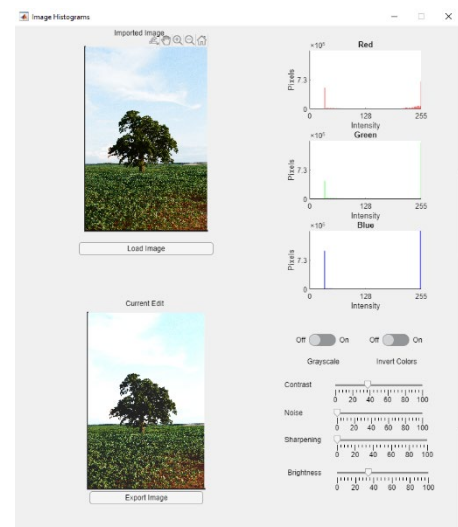 Image Histograms
Imported Image
Load Image
Current Edit
Export Image
×10⁵ Red
Pixels
7.3
0
0 128 255
Intensity
×10⁵ Green
Pixels
7.3
0
0 128 255
Intensity
×10⁵ Blue
Pixels
7.3
0
0 128 255
Intensity
Off On Off On
Grayscale Invert Colors
Contrast
0 20 40 60 80 100
Noise
0 20 40 60 80 100
Sharpening
0 20 40 60 80 100
Brightness
0 20 40 60 80 100